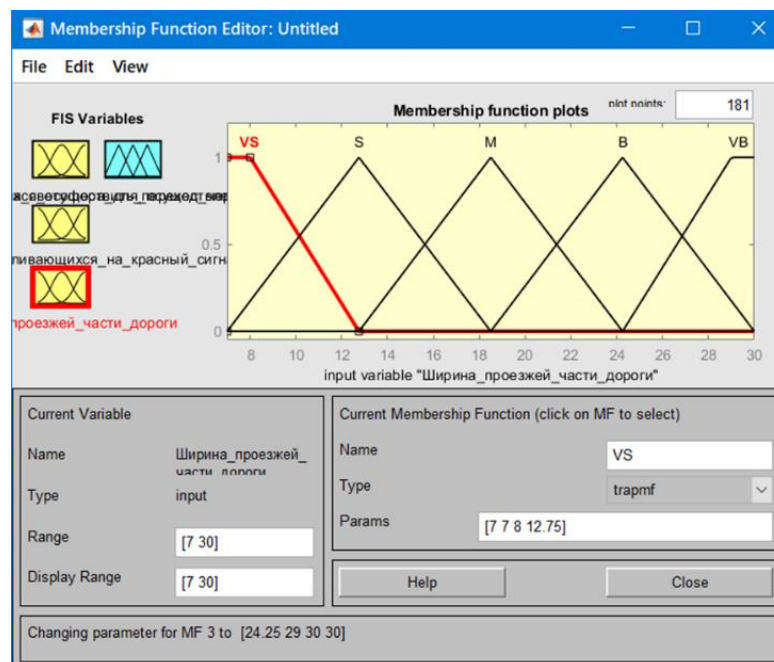 Membership Function Editor: Untitled
File Edit View
FIS Variables
Membership function plots
plot points:
181
VS S M B VB
1
0.5
0
ливающихся_на_красный_сигн
проезжей_части_дороги
8 10 12 14 16 18 20 22 24 26 28 30
input variable "Ширина_проезжей_части_дороги"
Current Variable
Name
Ширина_проезжей_
части_дороги
Type
input
Range
[7 30]
Display Range
[7 30]
Current Membership Function (click on MF to select)
Name
VS
Type
trapmf
Params
[7 7 8 12.75]
Help
Close
Changing parameter for MF 3 to [24.25 29 30 30]